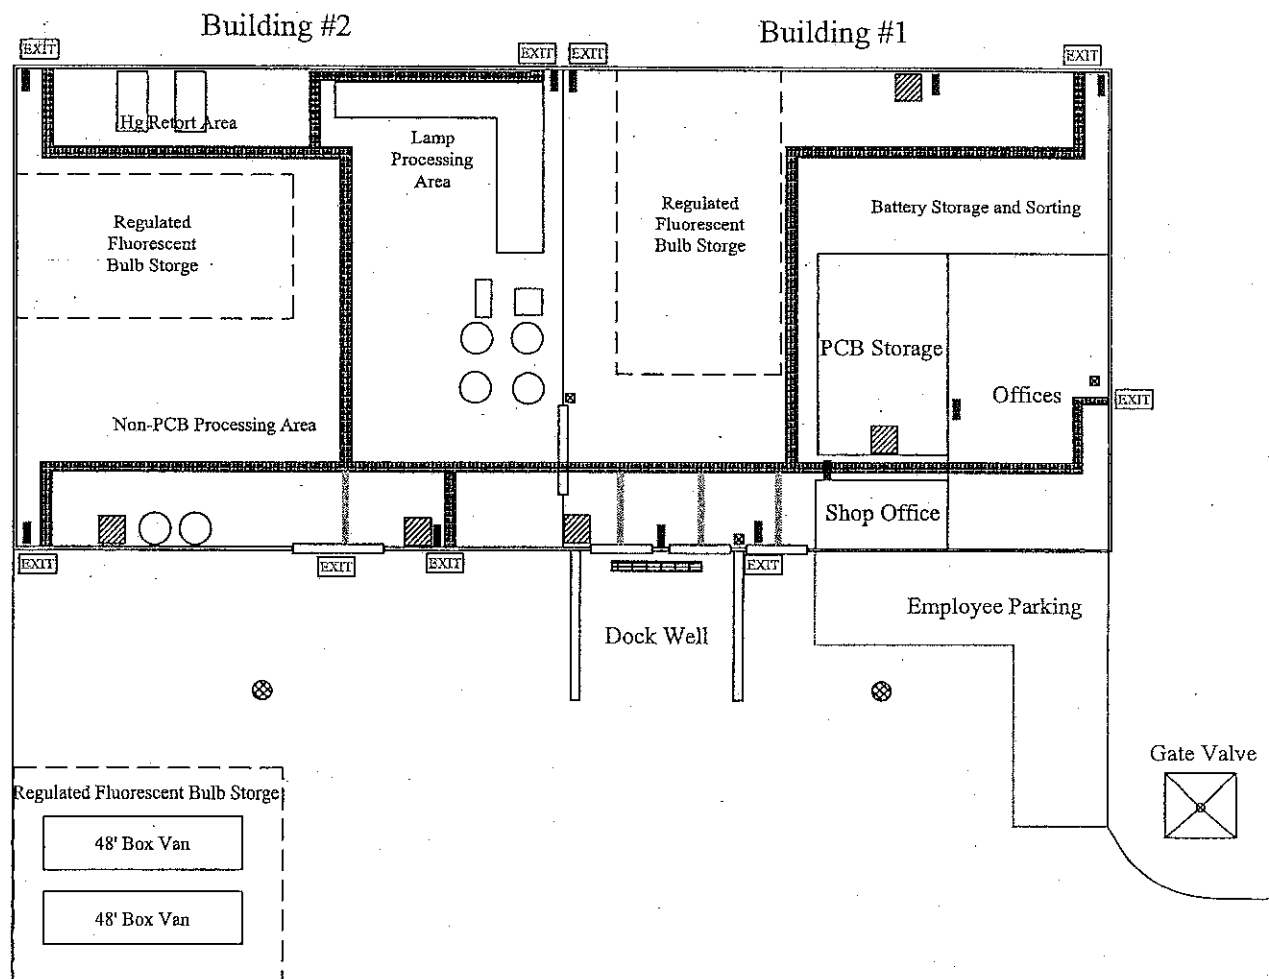 Building #2
Building #1
EXIT
EXIT
EXIT
EXIT
Hg Retort Area
Lamp
Processing
Area
Regulated
Fluorescent
Bulb Storge
Regulated
Fluorescent
Bulb Storge
Battery Storage and Sorting
PCB Storage
Offices
EXIT
Non-PCB Processing Area
Shop Office
EXIT
EXIT
EXIT
EXIT
Employee Parking
Dock Well
Gate Valve
Regulated Fluorescent Bulb Storge
48' Box Van
48' Box Van